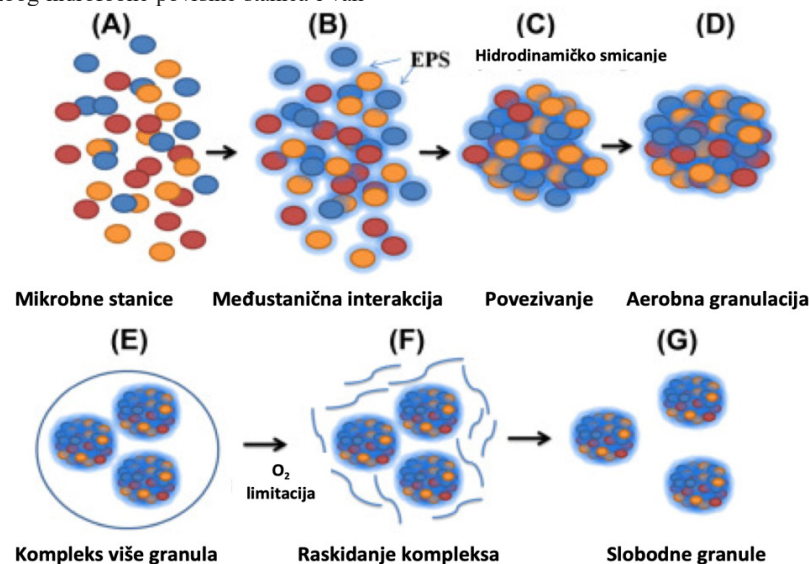 povezivanje
(A) (B) (C) (D)
EPS
Hidrodinamičko smicanje
Mikrobne stanice Međustanična interakcija Povezivanje Aerobna granulacija
(E) (F) (G)
O₂
limitacija
Kompleks više granula Raskidanje kompleksa Slobodne granule